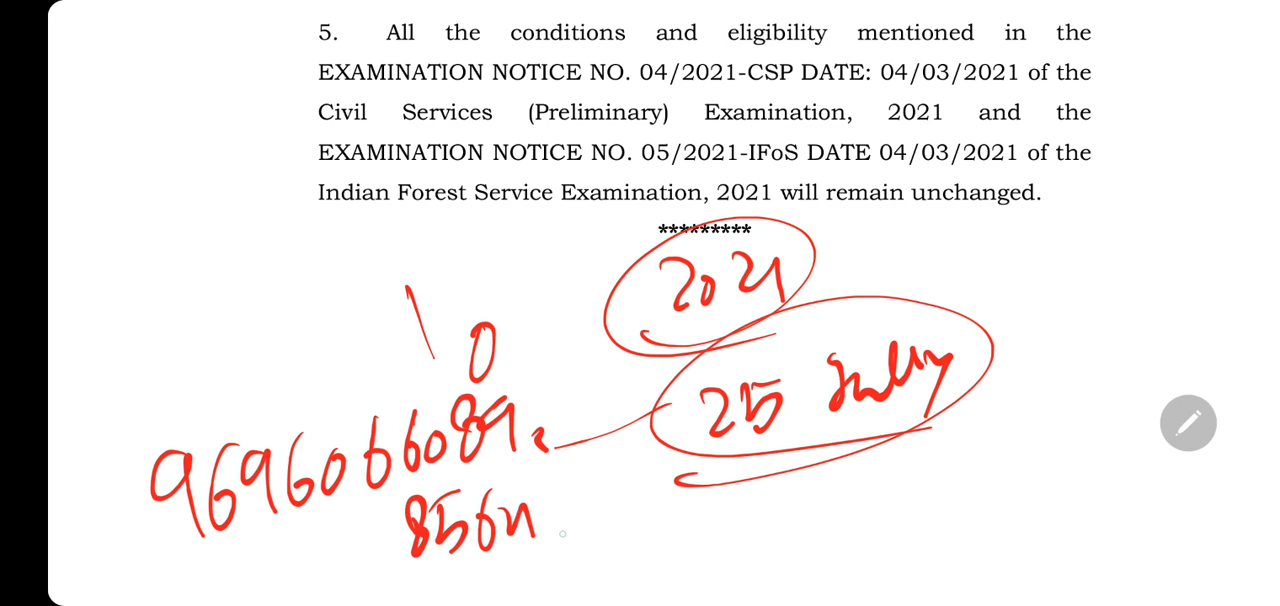 5. All the conditions and eligibility mentioned in the
EXAMINATION NOTICE NO. 04/2021-CSP DATE: 04/03/2021 of the
Civil Services (Preliminary) Examination, 2021 and the
EXAMINATION NOTICE NO. 05/2021-IFoS DATE 04/03/2021 of the
Indian Forest Service Examination, 2021 will remain unchanged.
*********
2021
0
25 July